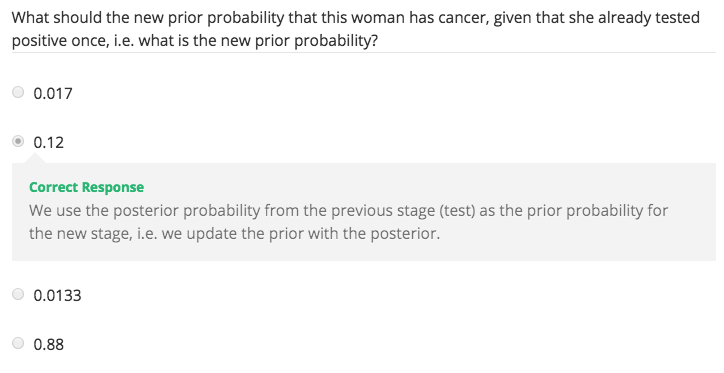 What should the new prior probability that this woman has cancer, given that she already tested
positive once, i.e. what is the new prior probability?
0.017
0.12
Correct Response
We use the posterior probability from the previous stage (test) as the prior probability for
the new stage, i.e. we update the prior with the posterior.
0.0133
0.88